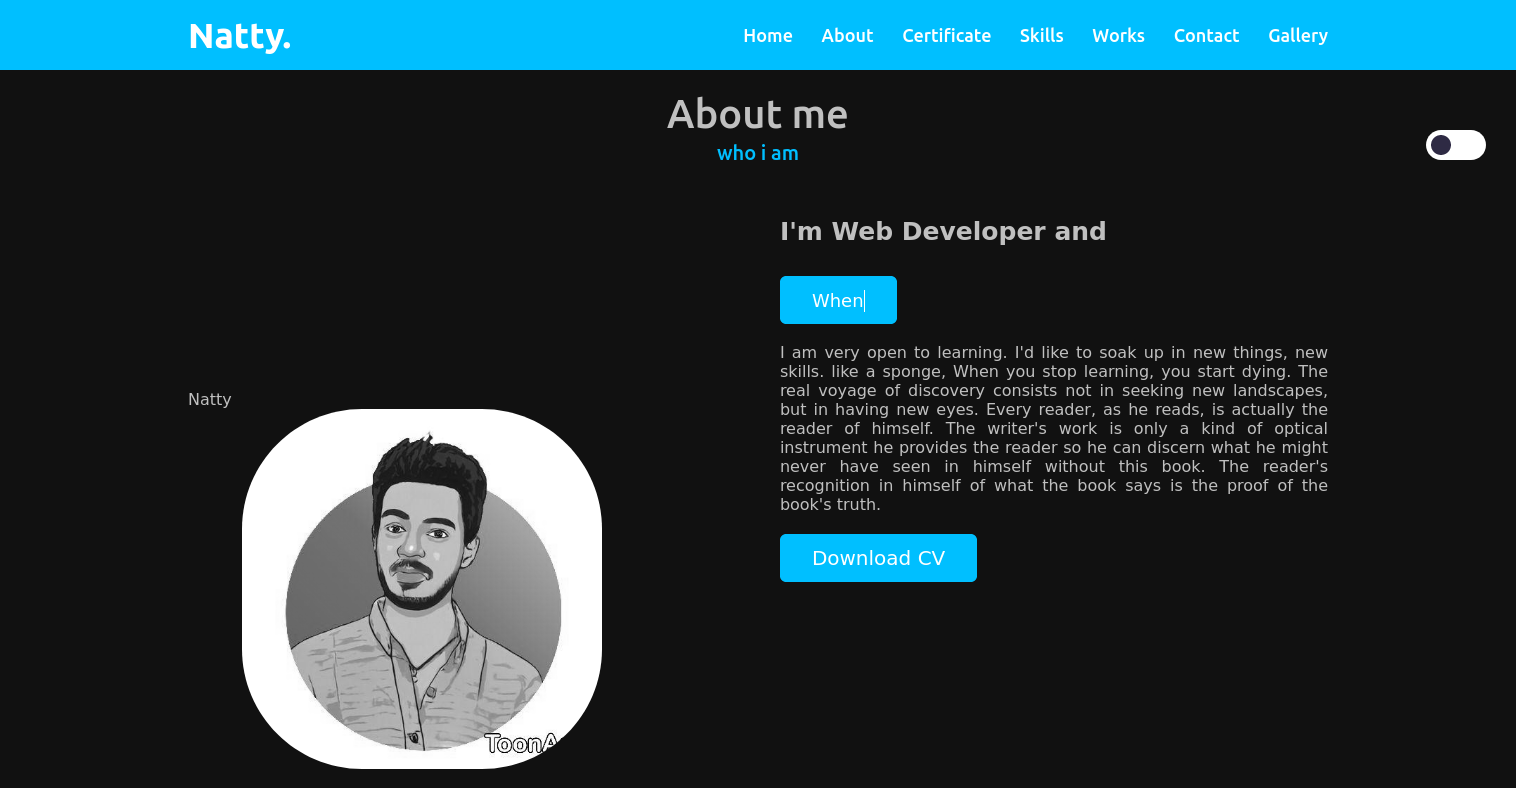 Natty.
Home About Certificate Skills Works Contact Gallery
About me
who i am
I'm Web Developer and
When
I am very open to learning. I'd like to soak up in new things, new
skills. like a sponge, When you stop learning, you start dying. The
real voyage of discovery consists not in seeking new landscapes,
but in having new eyes. Every reader, as he reads, is actually the
reader of himself. The writer's work is only a kind of optical
instrument he provides the reader so he can discern what he might
never have seen in himself without this book. The reader's
recognition in himself of what the book says is the proof of the
book's truth.
Download CV
Natty